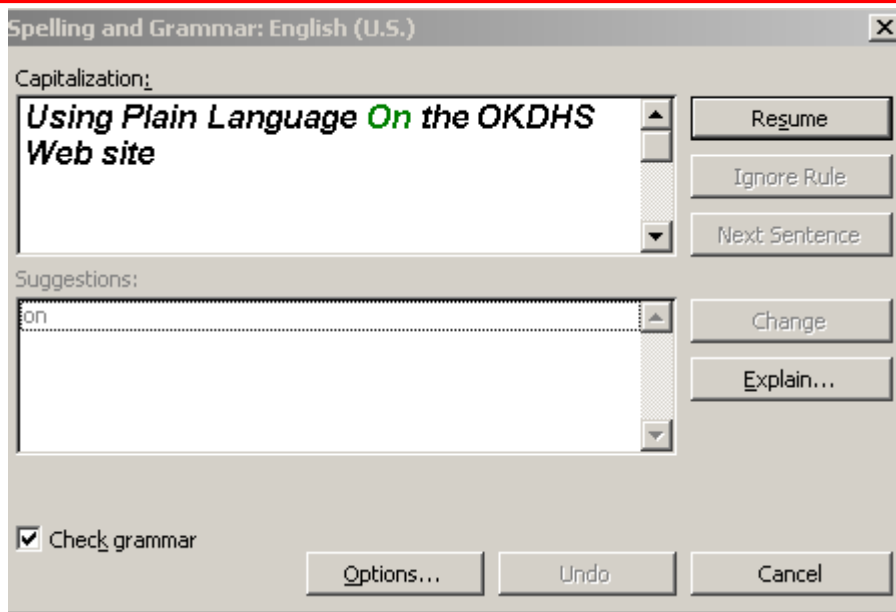 Spelling and Grammar: English (U.S.)
Capitalization:
Using Plain Language On the OKDHS
Web site
Resume
Ignore Rule
Next Sentence
Suggestions:
on
Change
Explain...
Check grammar
Options...
Undo
Cancel